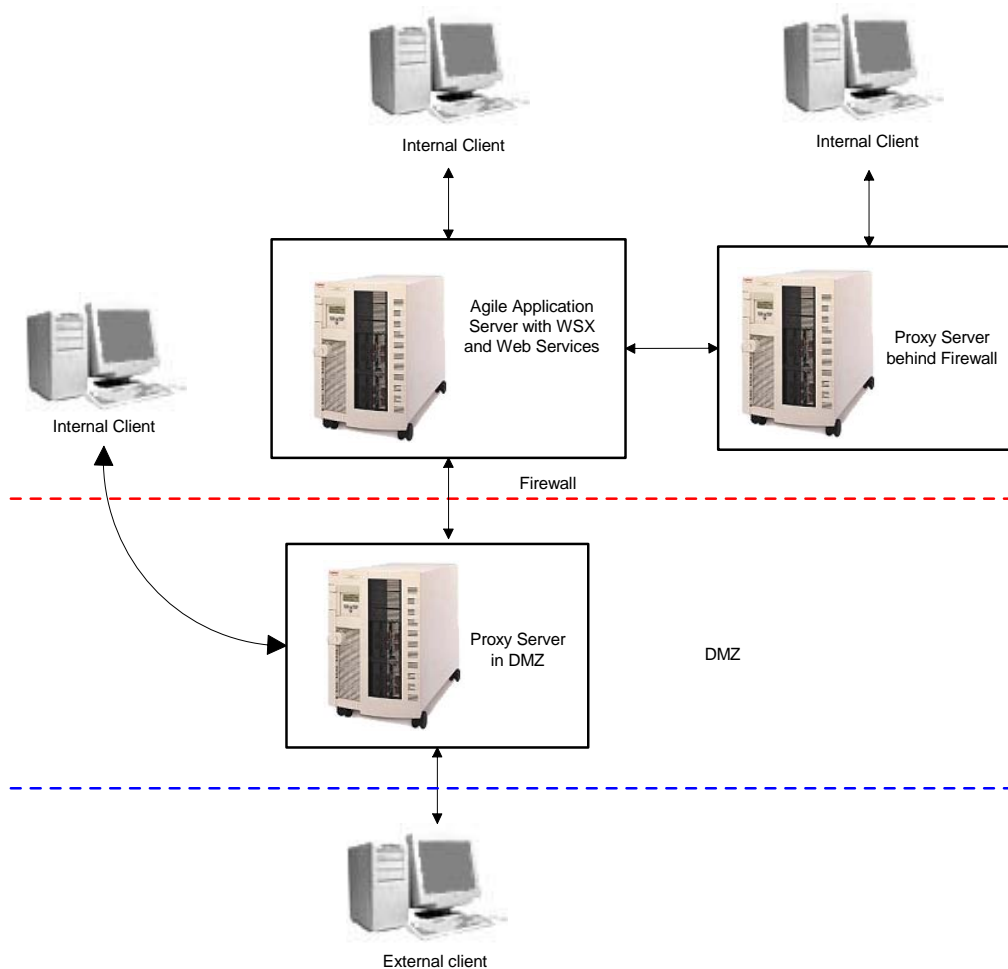 Internal Client
Internal Client
Agile Application
Server with WSX
and Web Services
Proxy Server
behind Firewall
Internal Client
Firewall
Proxy Server
in DMZ
DMZ
External client